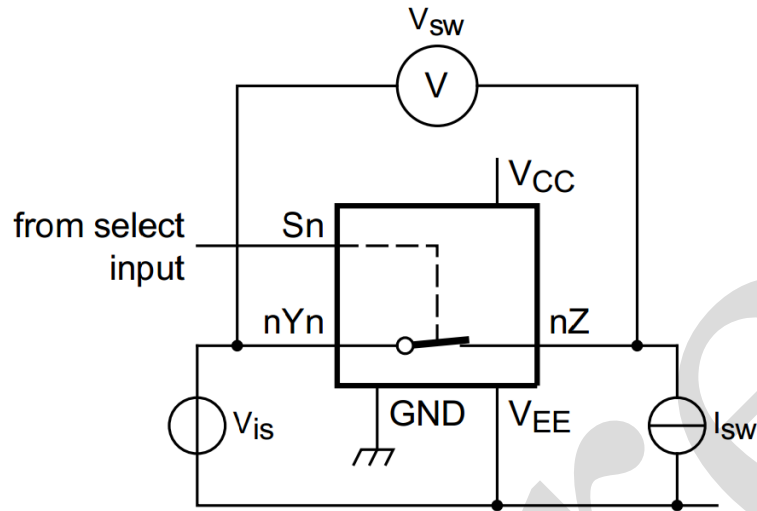 Vsw
V
VCC
from select
input
Sn
nYn
nZ
Vis
GND
VEE
Isw